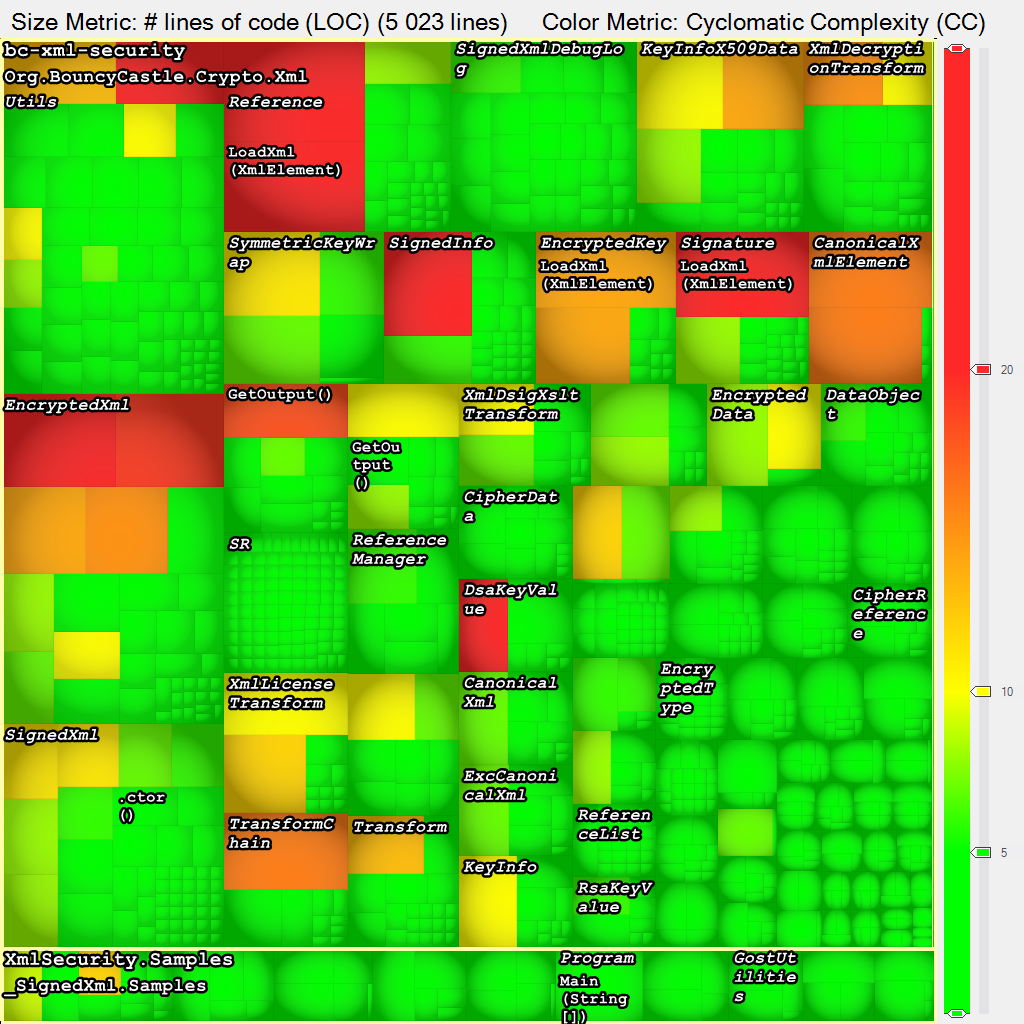 Size Metric: # lines of code (LOC) (5 023 lines)
Color Metric: Cyclomatic Complexity (CC)
bc-xml-security
Org.BouncyCastle.Crypto.Xml
Utils
Reference
LoadXml
(XmlElement)
SignedXmlDebugLo
g
KeyInfoX509Data
XmlDecrypti
onTransform
SymmetricKeyWr
ap
SignedInfo
EncryptedKey
LoadXml
(XmlElement)
Signature
LoadXml
(XmlElement)
CanonicalX
mlElement
20
EncryptedXml
GetOutput()
GetOu
tput
()
XmlDsigXslt
Transform
Encrypted
Data
DataObjec
t
CipherDat
a
SR
Reference
Manager
DsaKeyVal
ue
CipherR
eferenc
e
XmlLicense
Transform
Canonical
Xml
Encry
ptedT
ype
10
SignedXml
.ctor
()
ExcCanoni
calXml
TransformC
hain
Transform
Referen
ceList
5
KeyInfo
RsaKeyV
alue
XmlSecurity.Samples
_SignedXml.Samples
Program
Main
(String
[])
GostUt
ilitie
s